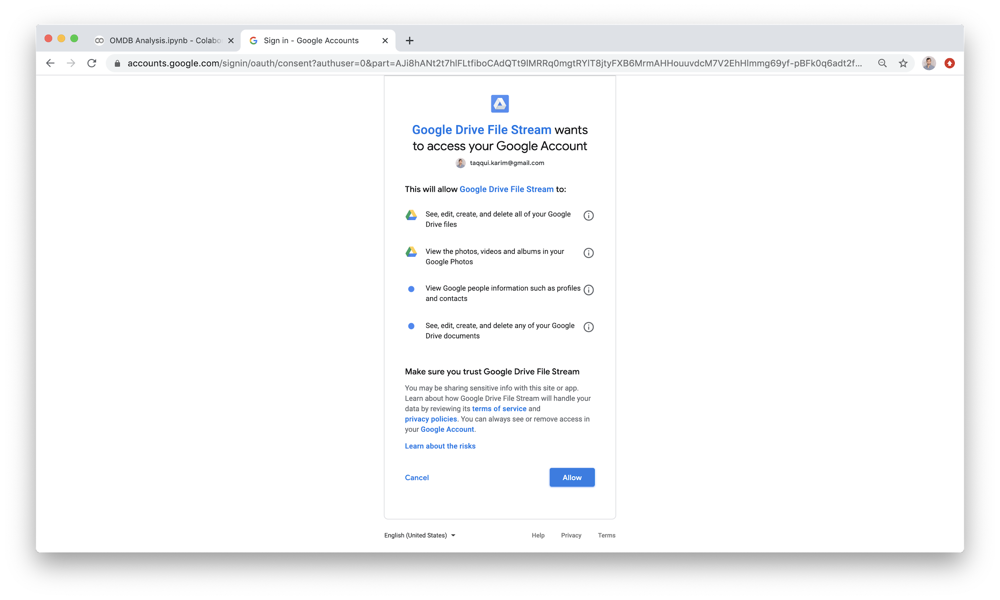 OMDB Analysis.ipynb - Colabo
Sign in - Google Accounts
accounts.google.com/signin/oauth/consent?authuser=0&part=AJi8hANt2t7hlFLtfiboCAdQTt9lMRRq0mgtRYlT8jtyFXB6MrmAHHouuvdcM7V2EhHlmmg69yf-pBFk0q6adt2f...
Google Drive File Stream wants
to access your Google Account
taqqui.karim@gmail.com
This will allow Google Drive File Stream to:
See, edit, create, and delete all of your Google
Drive files
View the photos, videos and albums in your
Google Photos
View Google people information such as profiles
and contacts
See, edit, create, and delete any of your Google
Drive documents
Make sure you trust Google Drive File Stream
You may be sharing sensitive info with this site or app.
Learn about how Google Drive File Stream will handle your
data by reviewing its terms of service and
privacy policies. You can always see or remove access in
your Google Account.
Learn about the risks
Cancel
Allow
English (United States)
Help
Privacy
Terms